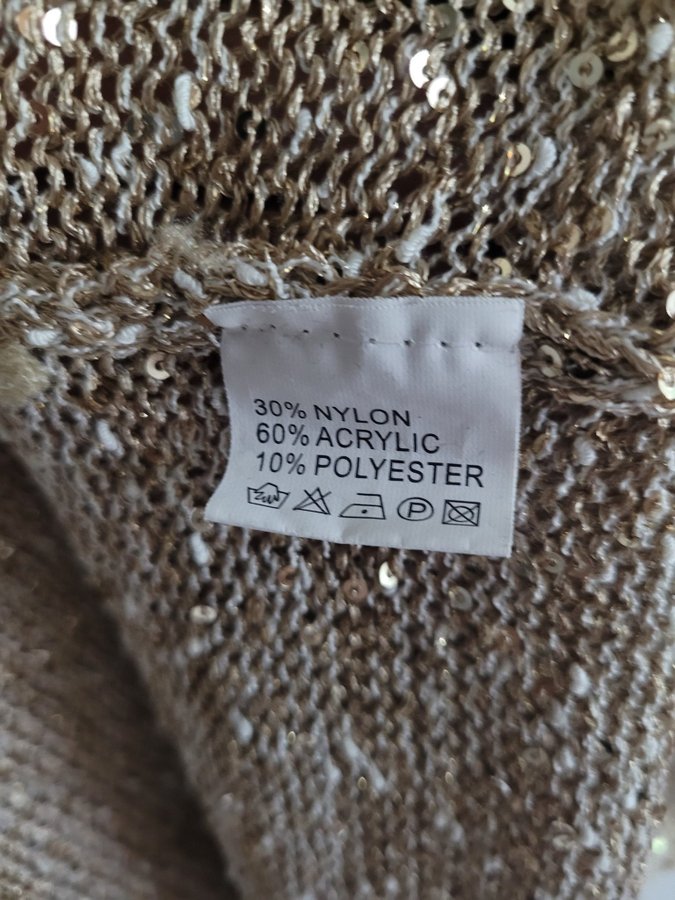 30% NYLON
60% ACRYLIC
10% POLYESTER
P